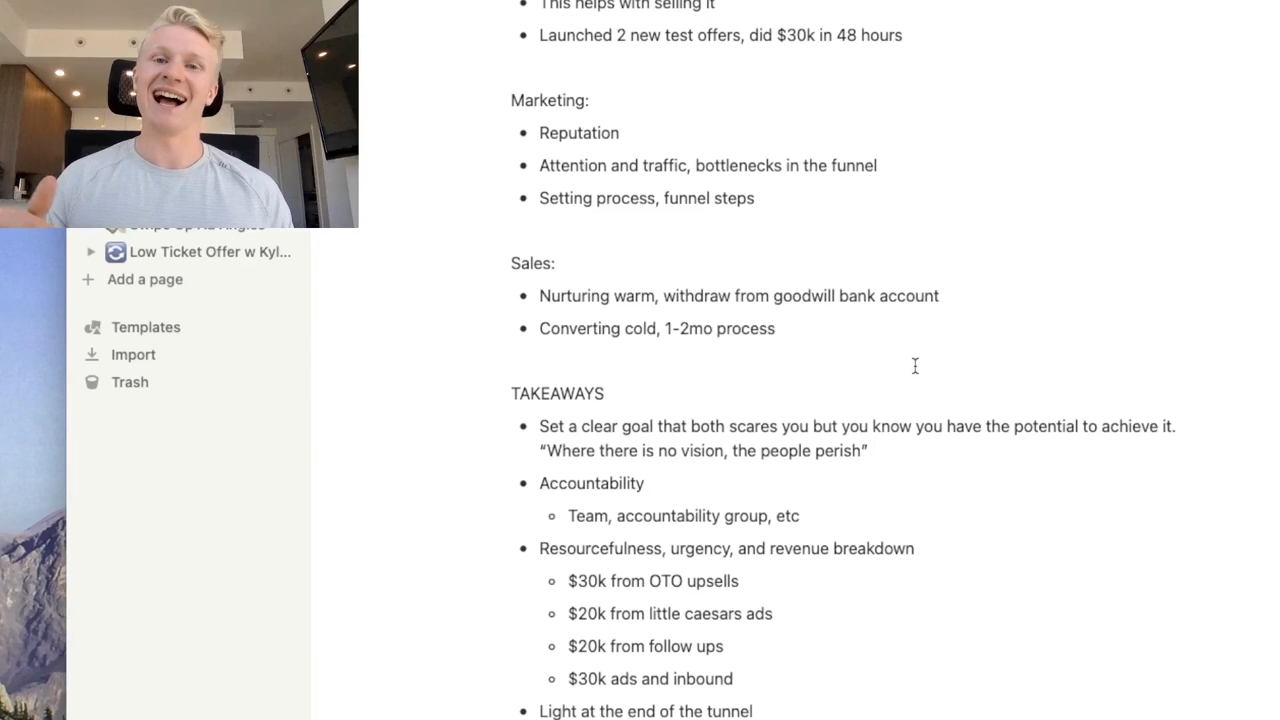 This helps with selling it
Launched 2 new test offers, did $30k in 48 hours
Marketing:
Reputation
Attention and traffic, bottlenecks in the funnel
Setting process, funnel steps
Low Ticket Offer w Kyl...
Add a page
Templates
Import
Trash
Sales:
Nurturing warm, withdraw from goodwill bank account
Converting cold, 1-2mo process
TAKEAWAYS
Set a clear goal that both scares you but you know you have the potential to achieve it.
“Where there is no vision, the people perish”
Accountability
Team, accountability group, etc
Resourcefulness, urgency, and revenue breakdown
$30k from OTO upsells
$20k from little caesars ads
$20k from follow ups
$30k ads and inbound
Light at the end of the tunnel